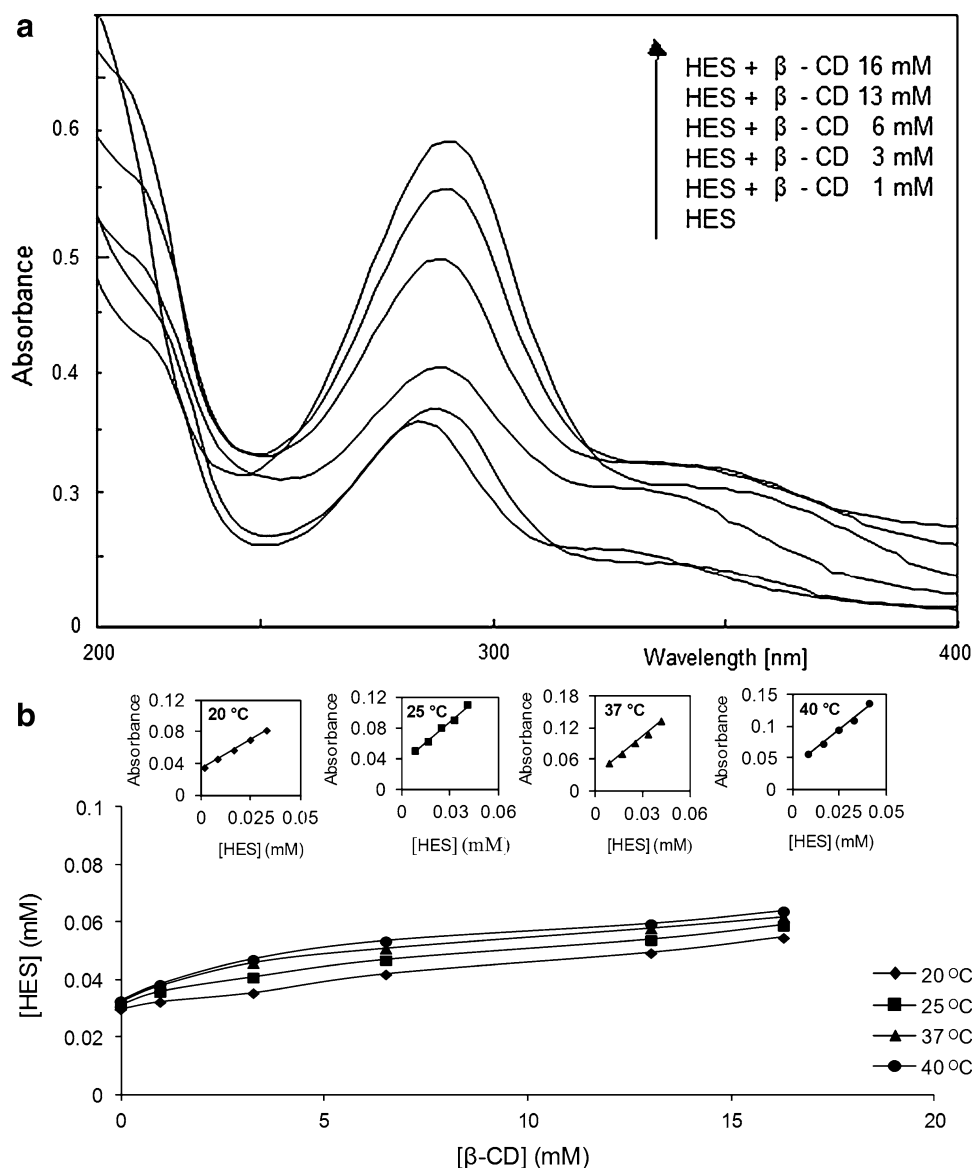 a
HES + β - CD 16 mM
HES + β - CD 13 mM
HES + β - CD 6 mM
HES + β - CD 3 mM
HES + β - CD 1 mM
HES
Absorbance
0.6
0.5
0.4
0.3
0
200
300
Wavelength [nm]
400
b
Absorbance
0.12
0.08
0.04
0
20 °C
0
0.025
0.05
[HES] (mM)
Absorbance
0.12
0.08
0.04
0
25 °C
0
0.03
0.06
[HES] (mM)
Absorbance
0.18
0.12
0.06
0
37 °C
0
0.03
0.06
[HES] (mM)
Absorbance
0.15
0.1
0.05
0
40 °C
0
0.025
0.05
[HES] (mM)
[HES] (mM)
0.1
0.08
0.06
0.04
0.02
0
0
5
10
15
20
[β-CD] (mM)
20 °C
25 °C
37 °C
40 °C